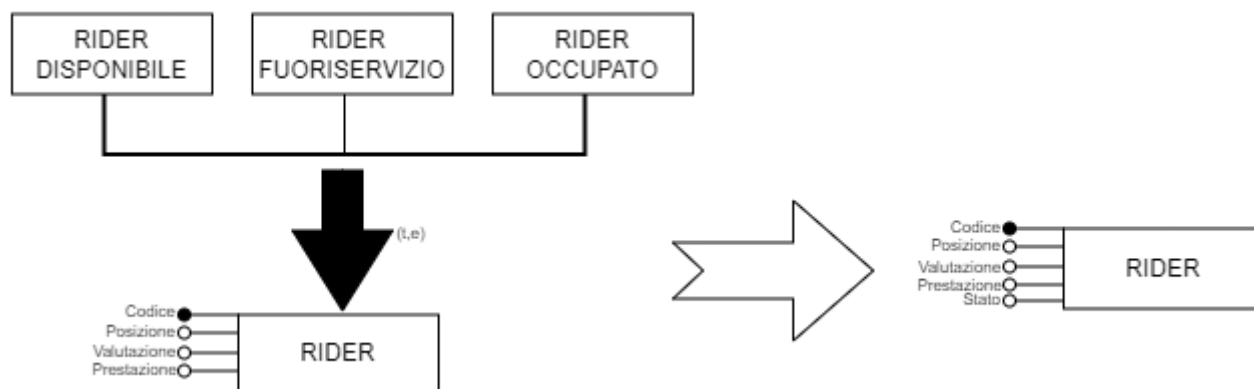 RIDER
DISPONIBILE
RIDER
FUORISERVIZIO
RIDER
OCCUPATO
(t,e)
Codice
Posizione
Valutazione
Prestazione
RIDER
Codice
Posizione
Valutazione
Prestazione
Stato
RIDER